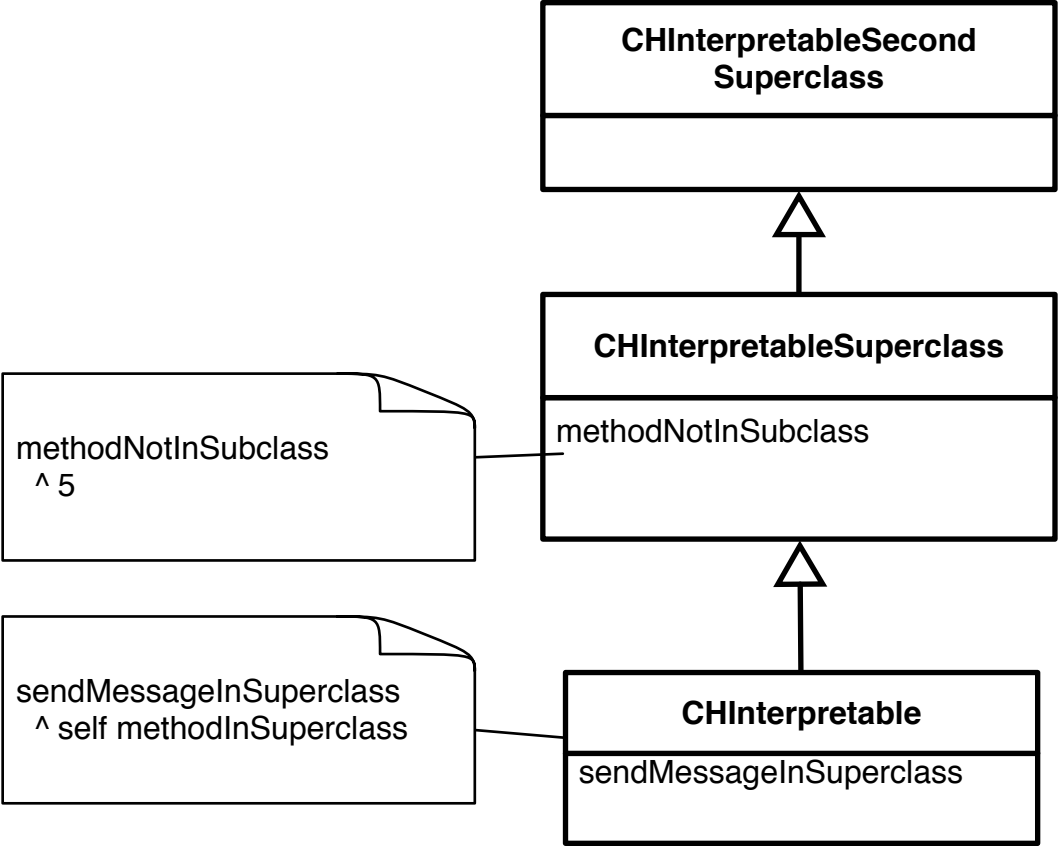 CHInterpretableSecond
Superclass
CHInterpretableSuperclass
methodNotInSubclass
methodNotInSubclass
^ 5
sendMessageInSuperclass
^ self methodInSuperclass
CHInterpretable
sendMessageInSuperclass